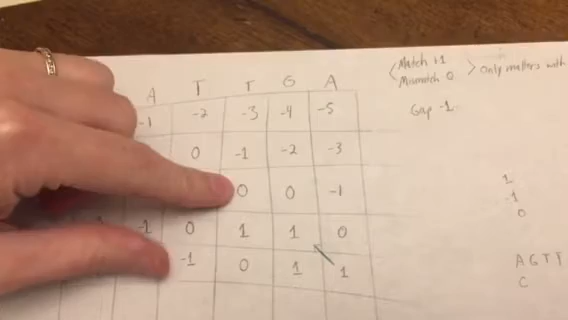 Match +1
Mismatch 0
Only matters with
Gap -1
A T T G A
-1 -2 -3 -4 -5
0 -1 -2 -3
0 0 -1
-1 0 1 1 0
-1 0 1 1
1
-1
0
A G T T
C